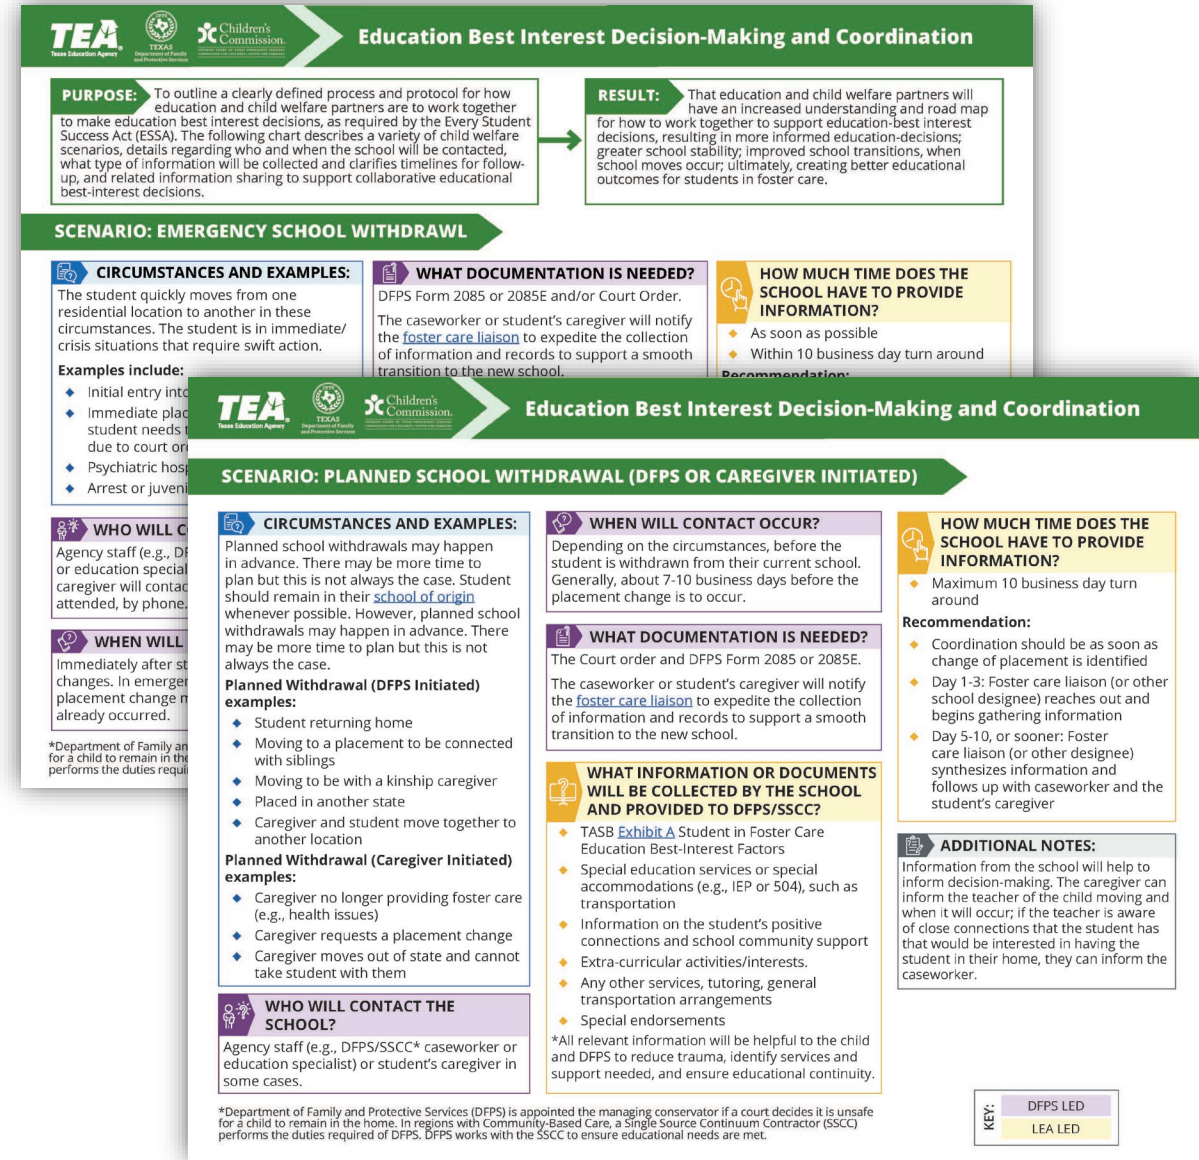 TEA
Texas Education Agency
TEXAS
Department of Family
and Protective Services
Children's
Commission.
Education Best Interest Decision-Making and Coordination
PURPOSE: To outline a clearly defined process and protocol for how
education and child welfare partners are to work together
to make education best interest decisions, as required by the Every Student
Success Act (ESSA). The following chart describes a variety of child welfare
scenarios, details regarding who and when the school will be contacted,
what type of information will be collected and clarifies timelines for follow-
up, and related information sharing to support collaborative educational
best-interest decisions.
RESULT: That education and child welfare partners will
have an increased understanding and road map
for how to work together to support education-best interest
decisions, resulting in more informed education-decisions;
greater school stability; improved school transitions, when
school moves occur; ultimately, creating better educational
outcomes for students in foster care.
SCENARIO: EMERGENCY SCHOOL WITHDRAWL
CIRCUMSTANCES AND EXAMPLES:
The student quickly moves from one
residential location to another in these
circumstances. The student is in immediate/
crisis situations that require swift action.
Examples include:
Initial entry into
Immediate plac
student needs t
due to court or
Psychiatric hosp
Arrest or juveni
WHO WILL C
Agency staff (e.g., DF
or education special
caregiver will contac
attended, by phone.
WHEN WILL
Immediately after st
changes. In emerger
placement change m
already occurred.
*Department of Family an
for a child to remain in the
performs the duties requi
WHAT DOCUMENTATION IS NEEDED?
DFPS Form 2085 or 2085E and/or Court Order.
The caseworker or student's caregiver will notify
the foster care liaison to expedite the collection
of information and records to support a smooth
transition to the new school.
HOW MUCH TIME DOES THE
SCHOOL HAVE TO PROVIDE
INFORMATION?
As soon as possible
Within 10 business day turn around
Recommendation:
TEA
Texas Education Agency
TEXAS
Department of Family
and Protective Services
Children's
Commission.
Education Best Interest Decision-Making and Coordination
SCENARIO: PLANNED SCHOOL WITHDRAWAL (DFPS OR CAREGIVER INITIATED)
CIRCUMSTANCES AND EXAMPLES:
Planned school withdrawals may happen
in advance. There may be more time to
plan but this is not always the case. Student
should remain in their school of origin
whenever possible. However, planned school
withdrawals may happen in advance. There
may be more time to plan but this is not
always the case.
Planned Withdrawal (DFPS Initiated)
examples:
Student returning home
Moving to a placement to be connected
with siblings
Moving to be with a kinship caregiver
Placed in another state
Caregiver and student move together to
another location
Planned Withdrawal (Caregiver Initiated)
examples:
Caregiver no longer providing foster care
(e.g., health issues)
Caregiver requests a placement change
Caregiver moves out of state and cannot
take student with them
WHO WILL CONTACT THE
SCHOOL?
Agency staff (e.g., DFPS/SSCC* caseworker or
education specialist) or student's caregiver in
some cases.
WHEN WILL CONTACT OCCUR?
Depending on the circumstances, before the
student is withdrawn from their current school.
Generally, about 7-10 business days before the
placement change is to occur.
WHAT DOCUMENTATION IS NEEDED?
The Court order and DFPS Form 2085 or 2085E.
The caseworker or student's caregiver will notify
the foster care liaison to expedite the collection
of information and records to support a smooth
transition to the new school.
WHAT INFORMATION OR DOCUMENTS
WILL BE COLLECTED BY THE SCHOOL
AND PROVIDED TO DFPS/SSCC?
TASB Exhibit A Student in Foster Care
Education Best-Interest Factors
Special education services or special
accommodations (e.g., IEP or 504), such as
transportation
Information on the student's positive
connections and school community support
Extra-curricular activities/interests.
Any other services, tutoring, general
transportation arrangements
Special endorsements
*All relevant information will be helpful to the child
and DFPS to reduce trauma, identify services and
support needed, and ensure educational continuity.
HOW MUCH TIME DOES THE
SCHOOL HAVE TO PROVIDE
INFORMATION?
Maximum 10 business day turn
around
Recommendation:
Coordination should be as soon as
change of placement is identified
Day 1-3: Foster care liaison (or other
school designee) reaches out and
begins gathering information
Day 5-10, or sooner: Foster
care liaison (or other designee)
synthesizes information and
follows up with caseworker and the
student's caregiver
ADDITIONAL NOTES:
Information from the school will help to
inform decision-making. The caregiver can
inform the teacher of the child moving and
when it will occur; if the teacher is aware
of close connections that the student has
that would be interested in having the
student in their home, they can inform the
caseworker.
*Department of Family and Protective Services (DFPS) is appointed the managing conservator if a court decides it is unsafe
for a child to remain in the home. In regions with Community-Based Care, a Single Source Continuum Contractor (SSCC)
performs the duties required of DFPS. DFPS works with the SSCC to ensure educational needs are met.
KEY:
DFPS LED
LEA LED